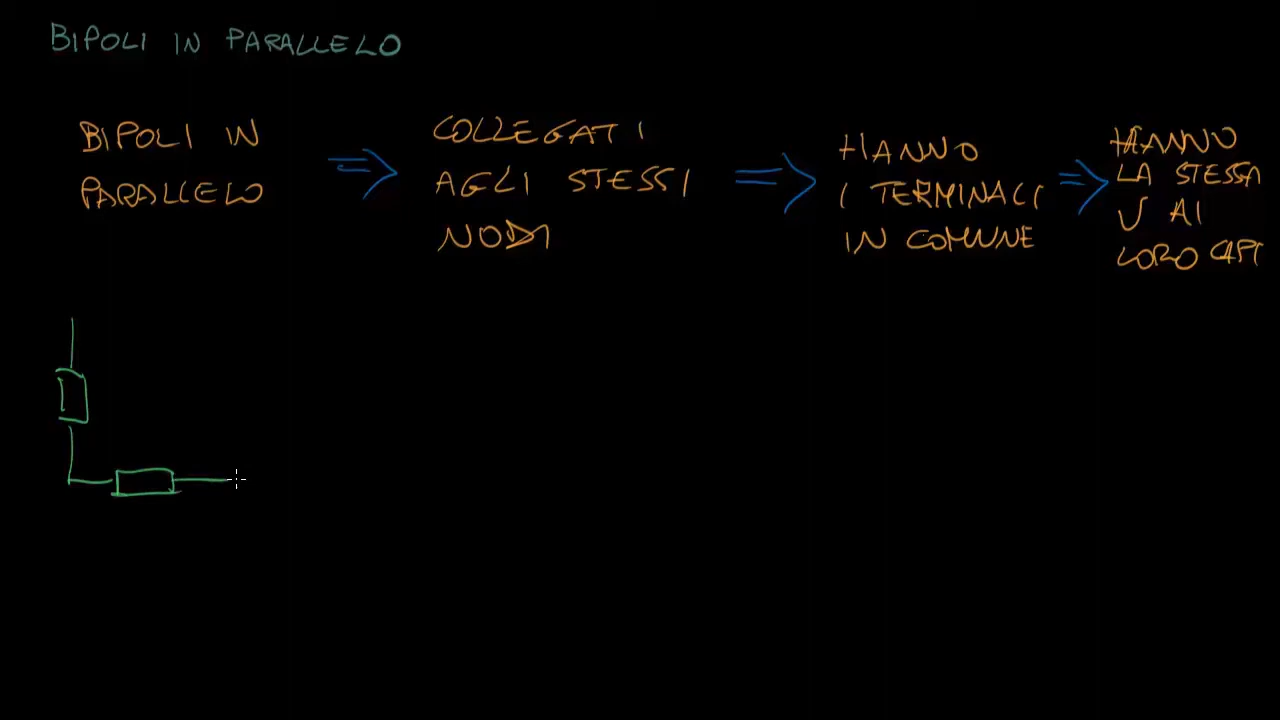 BIPOLI IN PARALLELO
BIPOLI IN
PARALLELO
COLLEGATI
AGLI STESSI
NODI
HANNO
I TERMINALI
IN COMUNE
HANNO
LA STESSA
V AI
LORO CAPI